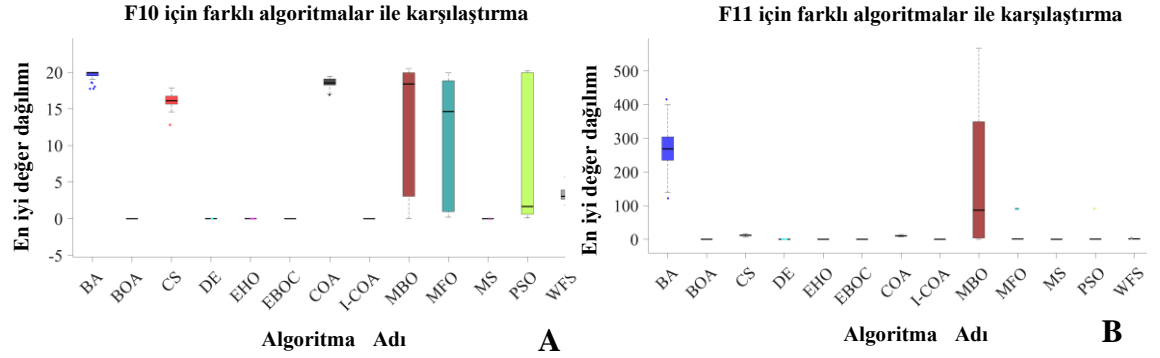 F10 için farklı algoritmalar ile karşılaştırma
En iyi değer dağılımı
20
15
10
5
0
-5
BA
BOA
CS
DE
EHO
EBOC
COA
I-COA
MBO
MFO
MS
PSO
WFS
Algoritma Adı
A
F11 için farklı algoritmalar ile karşılaştırma
En iyi değer dağılımı
500
400
300
200
100
0
BA
BOA
CS
DE
EHO
EBOC
COA
I-COA
MBO
MFO
MS
PSO
WFS
Algoritma Adı
B